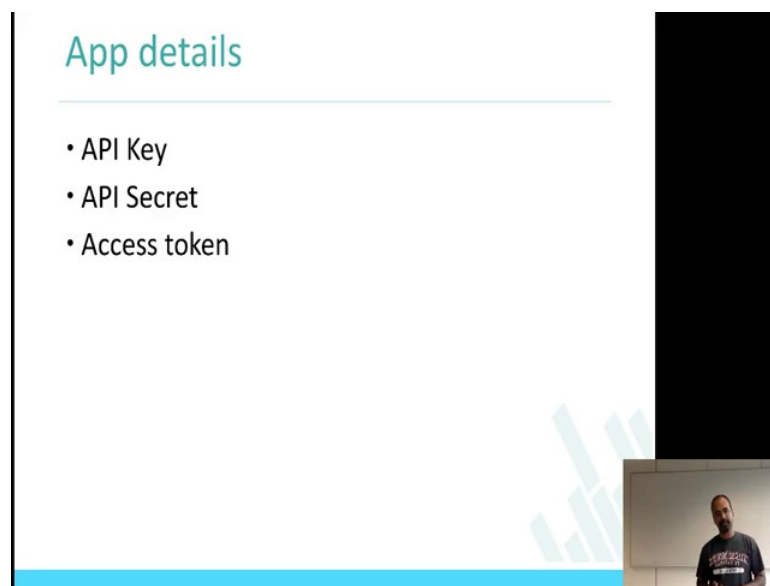 App details
• API Key
• API Secret
• Access token